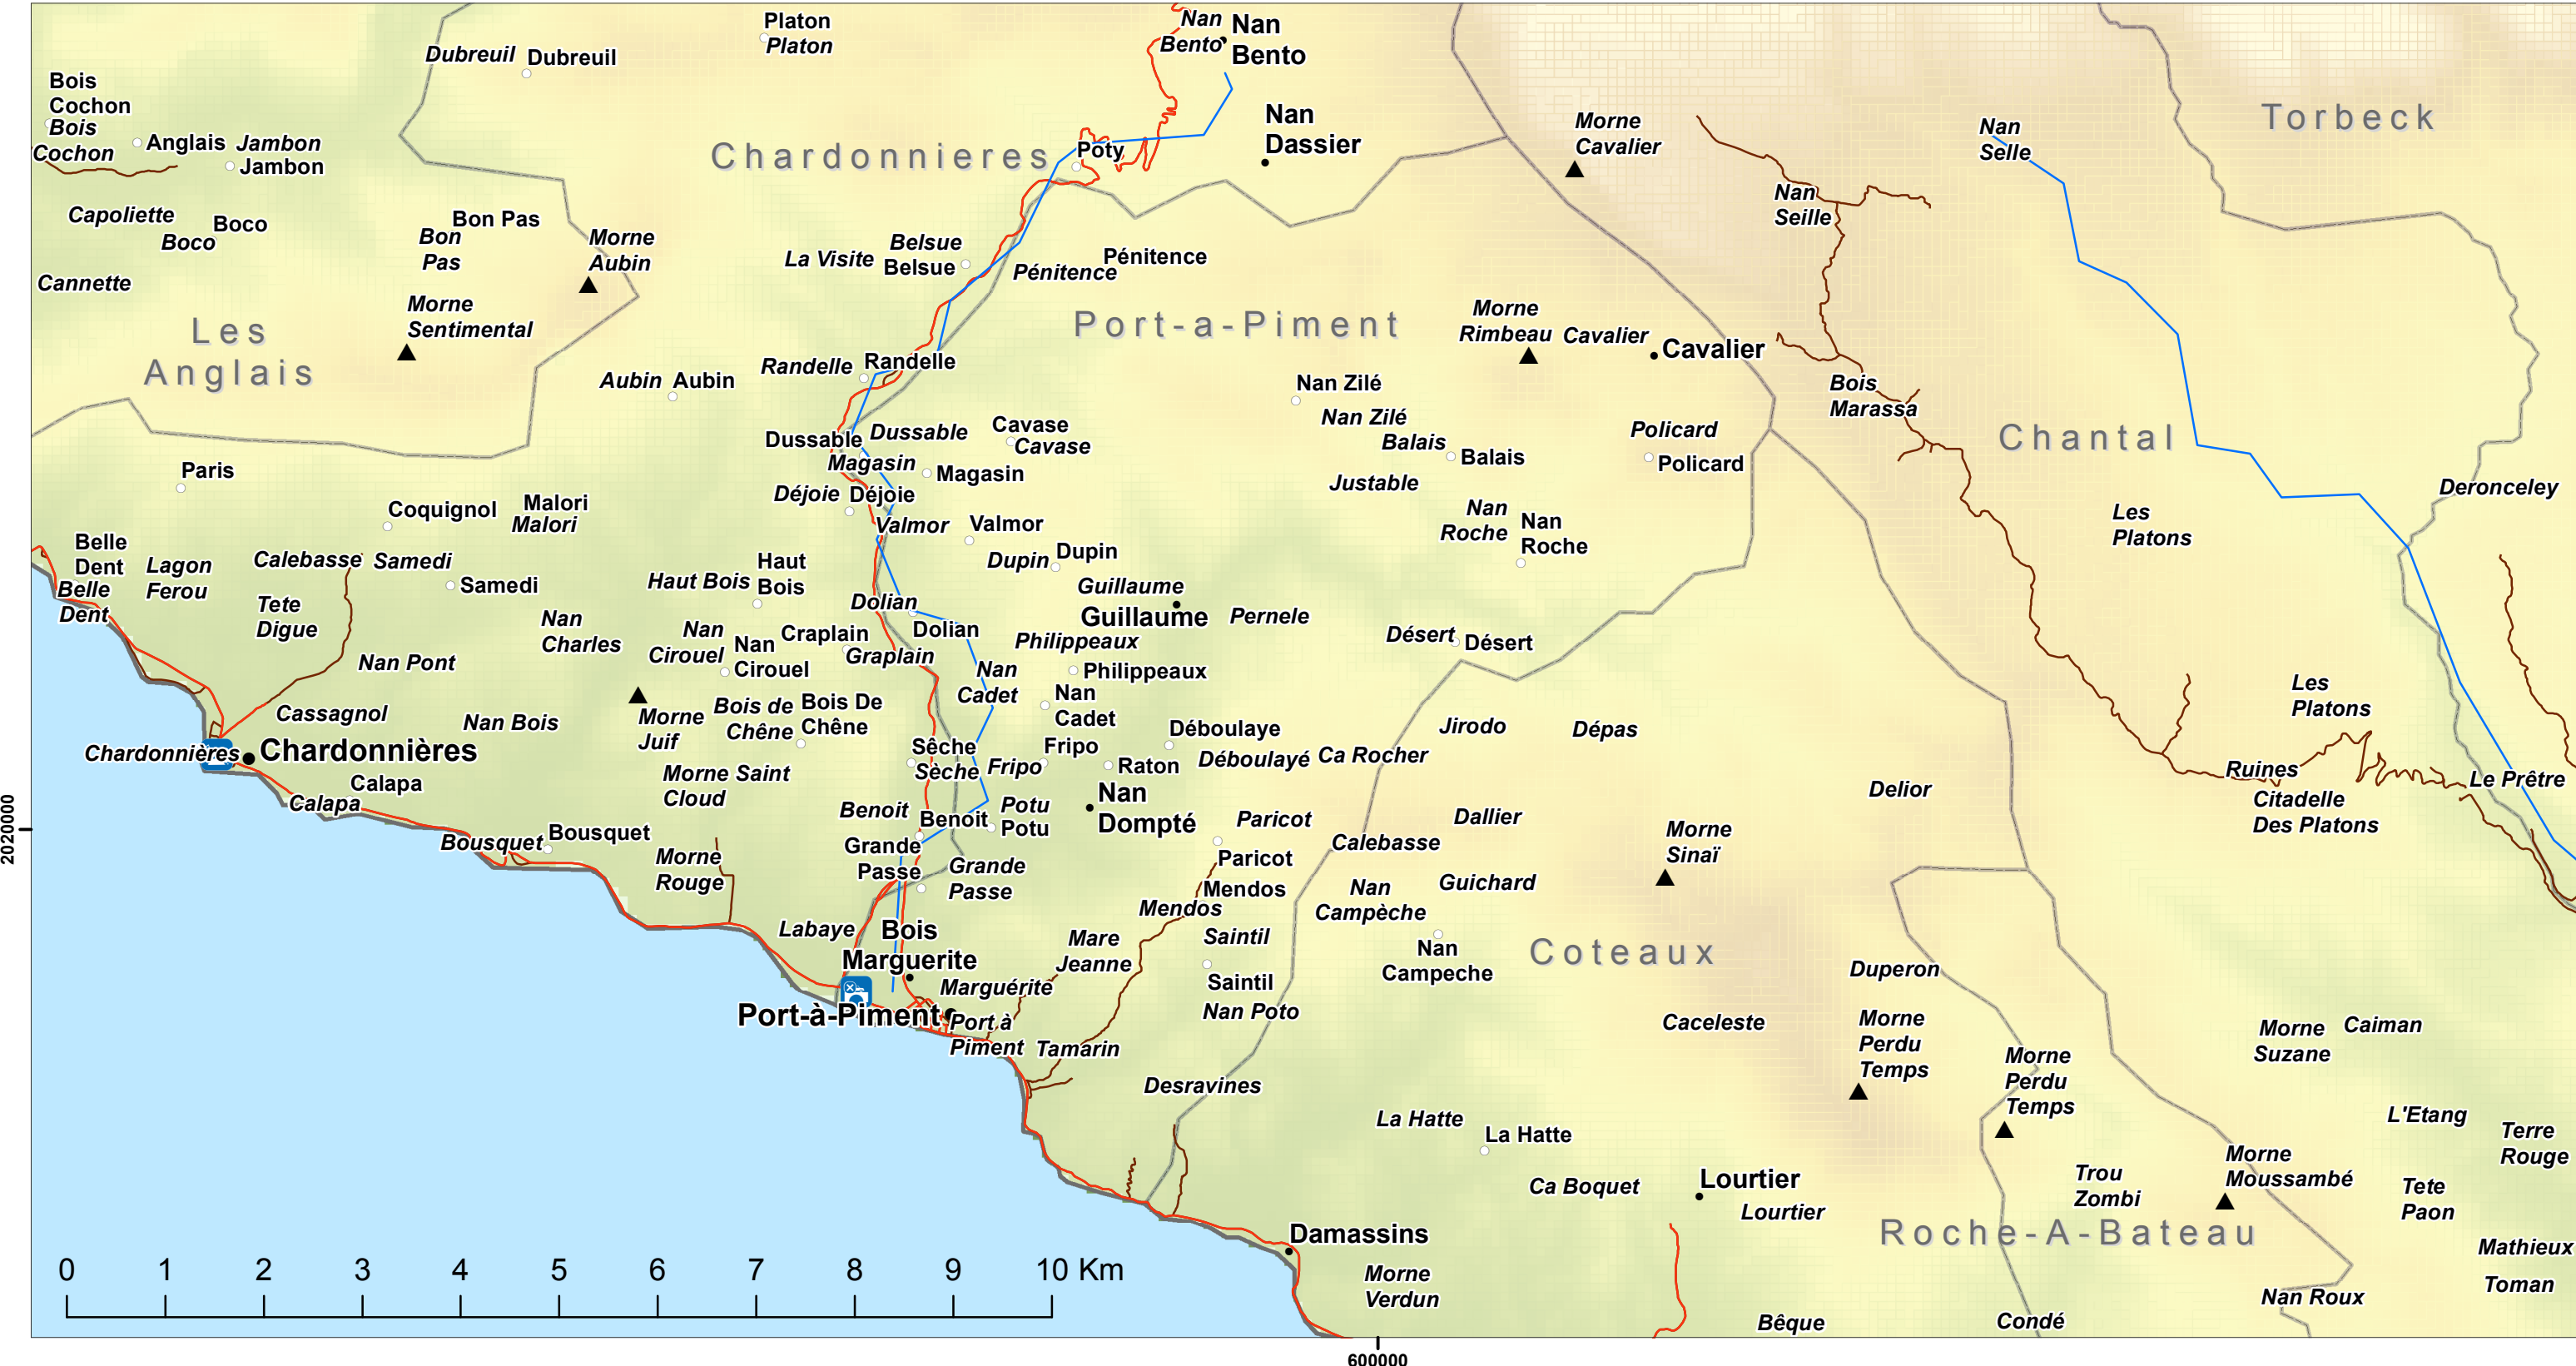 Platon
Platon
Nan
Bento
Nan
Bento
Dubreuil
Dubreuil
Bois
Cochon
Bois
Cochon
Anglais
Jambon
Jambon
Chardonnieres
Poty
Nan
Dassier
Morne
Cavalier
Nan
Selle
Torbeck
Capoliette
Boco
Boco
Bon Pas
Bon
Pas
Morne
Aubin
Nan
Seille
Cannette
La Visite
Belsue
Belsue
Pénitence
Pénitence
Les
Anglais
Morne
Sentimental
Port-a-Piment
Morne
Rimbeau
Cavalier
Cavalier
Aubin
Aubin
Randelle
Randelle
Nan Zilé
Nan Zilé
Bois
Marassa
Dussable
Dussable
Cavase
Cavase
Balais
Balais
Policard
Policard
Chantal
Magasin
Magasin
Paris
Déjoie
Déjoie
Justable
Deronceley
Coquignol
Malori
Malori
Valmor
Valmor
Nan
Roche
Nan
Roche
Les
Platons
Belle
Dent
Belle
Dent
Lagon
Ferou
Calebasse
Samedi
Samedi
Haut Bois
Haut
Bois
Dupin
Dupin
Guillaume
Guillaume
Tete
Digue
Nan
Charles
Dolian
Dolian
Pernele
Nan
Cirouel
Nan
Cirouel
Craplain
Graplain
Philippeaux
Philippeaux
Désert
Désert
Nan Pont
Nan
Cadet
Nan
Cadet
Les
Platons
Cassagnol
Nan Bois
Morne
Juif
Bois de
Chêne
Bois De
Chêne
Déboulaye
Déboulayé
Ca Rocher
Jirodo
Dépas
Chardonnières
Chardonnières
Sêche
Sèche
Fripo
Fripo
Raton
Ruines
Le Prêtre
Calapa
Calapa
Morne Saint
Cloud
Nan
Dompté
Delior
Citadelle
Des Platons
Benoit
Benoit
Potu
Potu
Paricot
Paricot
Dallier
Calebasse
Morne
Sinaï
2020000
Bousquet
Bousquet
Morne
Rouge
Grande
Passe
Grande
Passe
Mendos
Mendos
Nan
Campèche
Guichard
Labaye
Bois
Marguerite
Marguérite
Mare
Jeanne
Saintil
Saintil
Nan
Campeche
Coteaux
Duperon
Port-à-Piment
Port à
Piment
Tamarin
Nan Poto
Caceleste
Morne
Perdu
Temps
Morne
Perdu
Temps
Morne
Suzane
Caiman
Desravines
La Hatte
La Hatte
L'Etang
Terre
Rouge
Ca Boquet
Lourtier
Lourtier
Trou
Zombi
Morne
Moussambé
Tete
Paon
Roche-A-Bateau
Damassins
Mathieux
Morne
Verdun
Toman
Nan Roux
Bêque
Condé
0 1 2 3 4 5 6 7 8 9 10 Km
600000